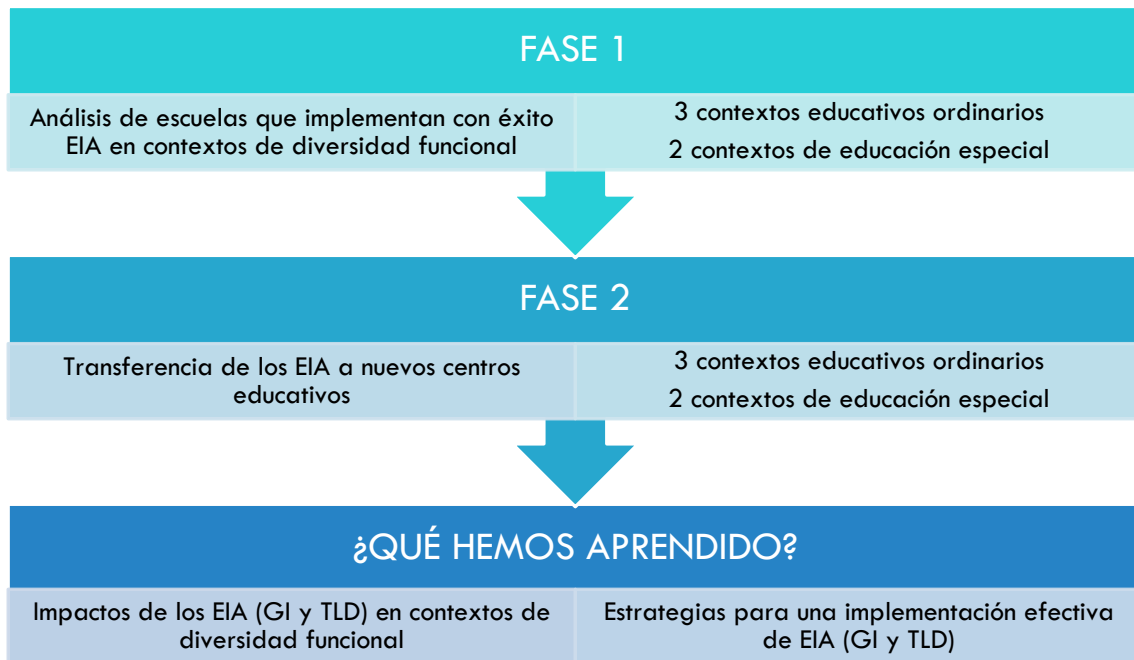 FASE 1
Análisis de escuelas que implementan con éxito
EIA en contextos de diversidad funcional
3 contextos educativos ordinarios
2 contextos de educación especial
FASE 2
Transferencia de los EIA a nuevos centros
educativos
3 contextos educativos ordinarios
2 contextos de educación especial
¿QUÉ HEMOS APRENDIDO?
Impactos de los EIA (GI y TLD) en contextos de
diversidad funcional
Estrategias para una implementación efectiva
de EIA (GI y TLD)